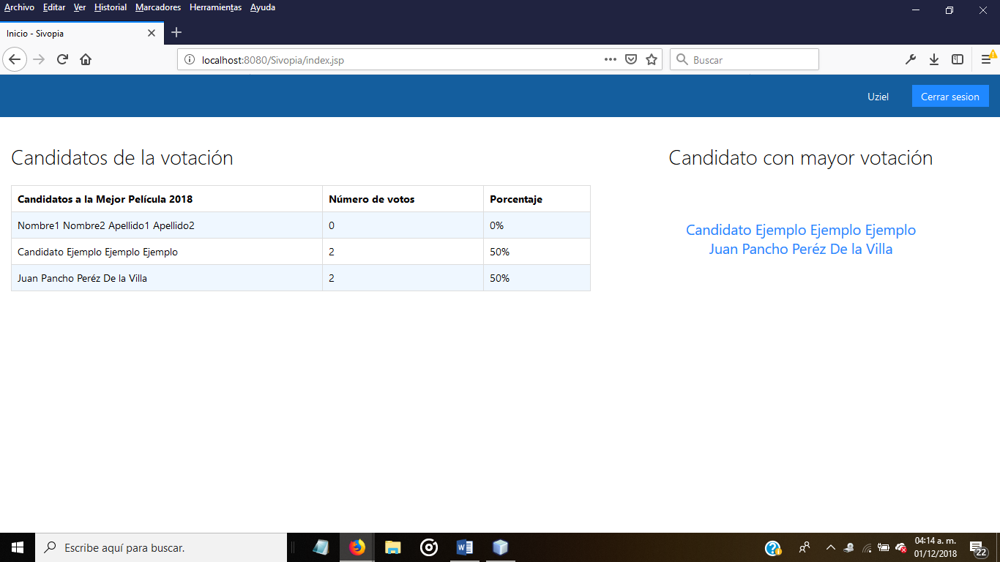 Archivo Editar Ver Historial Marcadores Herramientas Ayuda
Inicio - Sivopia
localhost:8080/Sivopia/index.jsp
Buscar
Uziel
Cerrar sesion
Candidatos de la votación
Candidato con mayor votación
Candidatos a la Mejor Película 2018 Número de votos Porcentaje
Nombre1 Nombre2 Apellido1 Apellido2 0 0%
Candidato Ejemplo Ejemplo Ejemplo 2 50%
Juan Pancho Peréz De la Villa 2 50%
Candidato Ejemplo Ejemplo Ejemplo
Juan Pancho Peréz De la Villa
Escribe aquí para buscar.
04:14 a. m.
01/12/2018
22